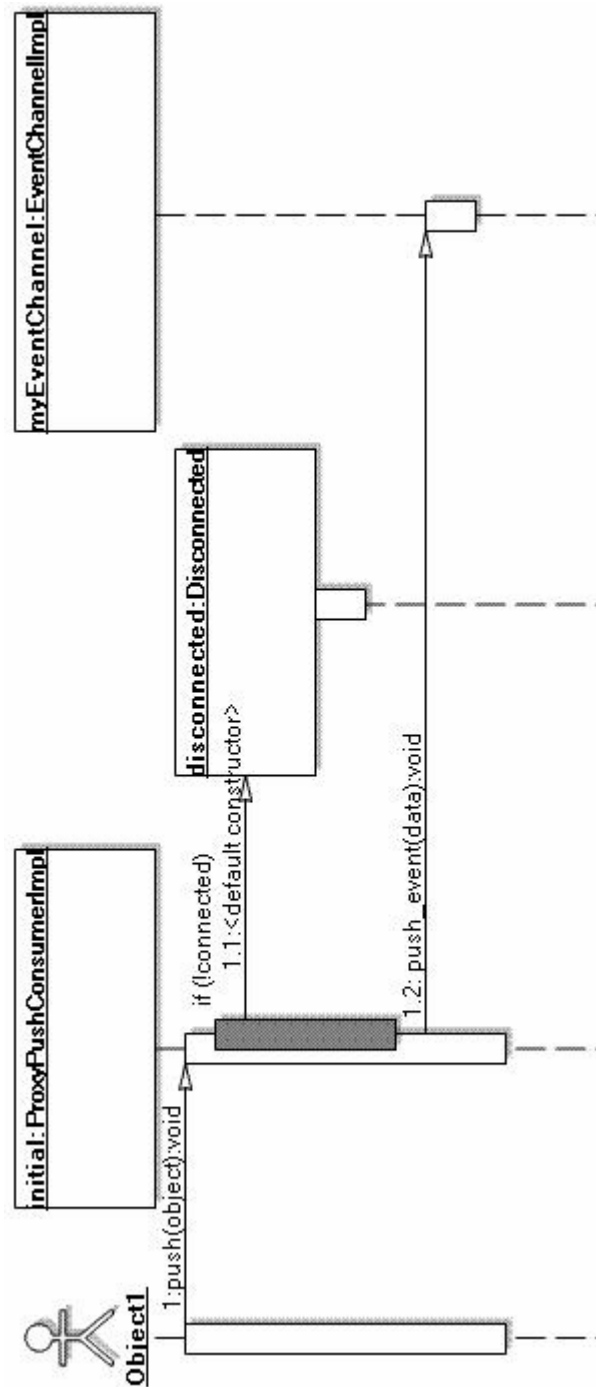 Object1
initial:ProxyPushConsumerImpl
disconnected:Disconnected
myEventChannel:EventChannelImpl
1:push(object):void
if (!connected)
1.1:<default constructor>
1.2: push_event(data):void